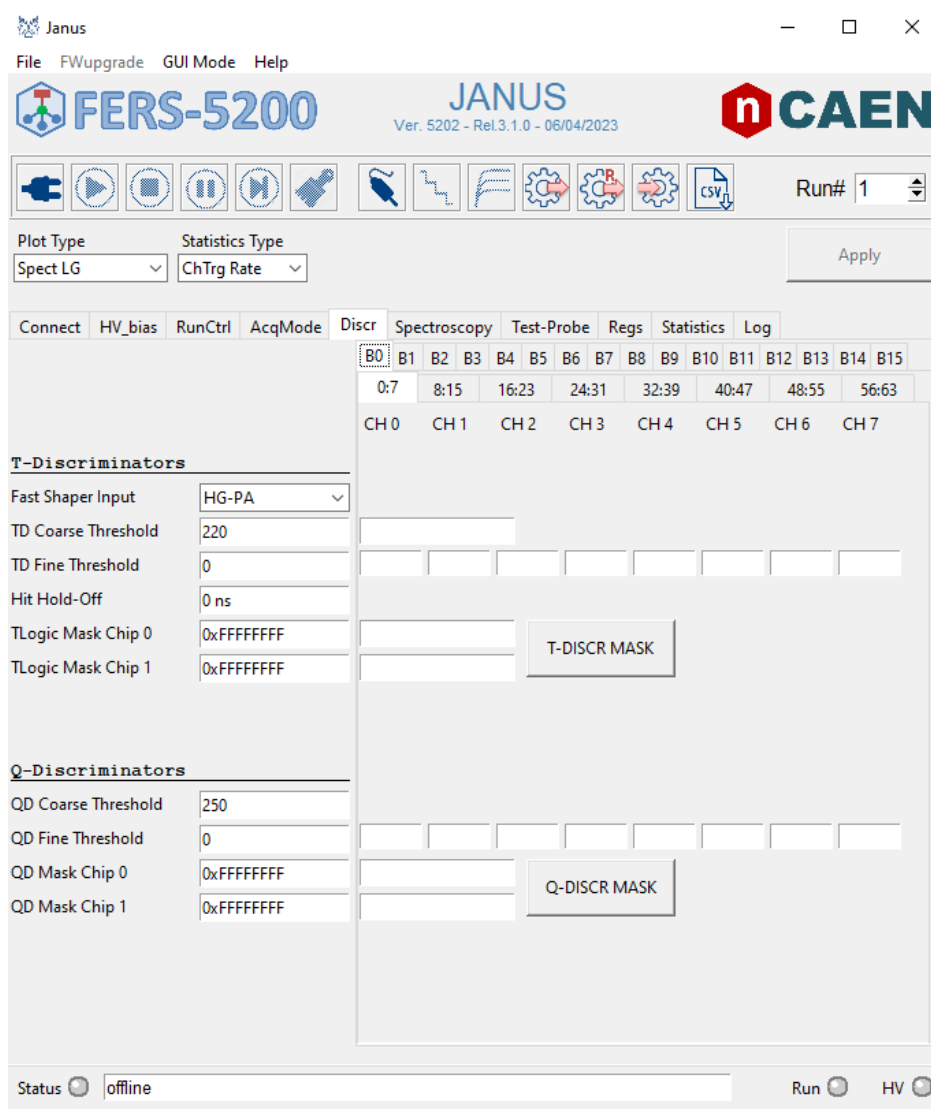 Janus
File FWupgrade GUI Mode Help
FERS-5200
JANUS
Ver. 5202 - Rel.3.1.0 - 06/04/2023
n CAEN
R
CSV
Run# 1
Plot Type Statistics Type
Spect LG ChTrg Rate
Apply
Connect HV_bias RunCtrl AcqMode Discr Spectroscopy Test-Probe Regs Statistics Log
B0 B1 B2 B3 B4 B5 B6 B7 B8 B9 B10 B11 B12 B13 B14 B15
0:7 8:15 16:23 24:31 32:39 40:47 48:55 56:63
CH 0 CH 1 CH 2 CH 3 CH 4 CH 5 CH 6 CH 7
T-Discriminators
Fast Shaper Input HG-PA
TD Coarse Threshold 220
TD Fine Threshold 0
Hit Hold-Off 0 ns
TLogic Mask Chip 0 0xFFFFFFFF
T-DISCR MASK
TLogic Mask Chip 1 0xFFFFFFFF
Q-Discriminators
QD Coarse Threshold 250
QD Fine Threshold 0
QD Mask Chip 0 0xFFFFFFFF
Q-DISCR MASK
QD Mask Chip 1 0xFFFFFFFF
Status offline Run HV